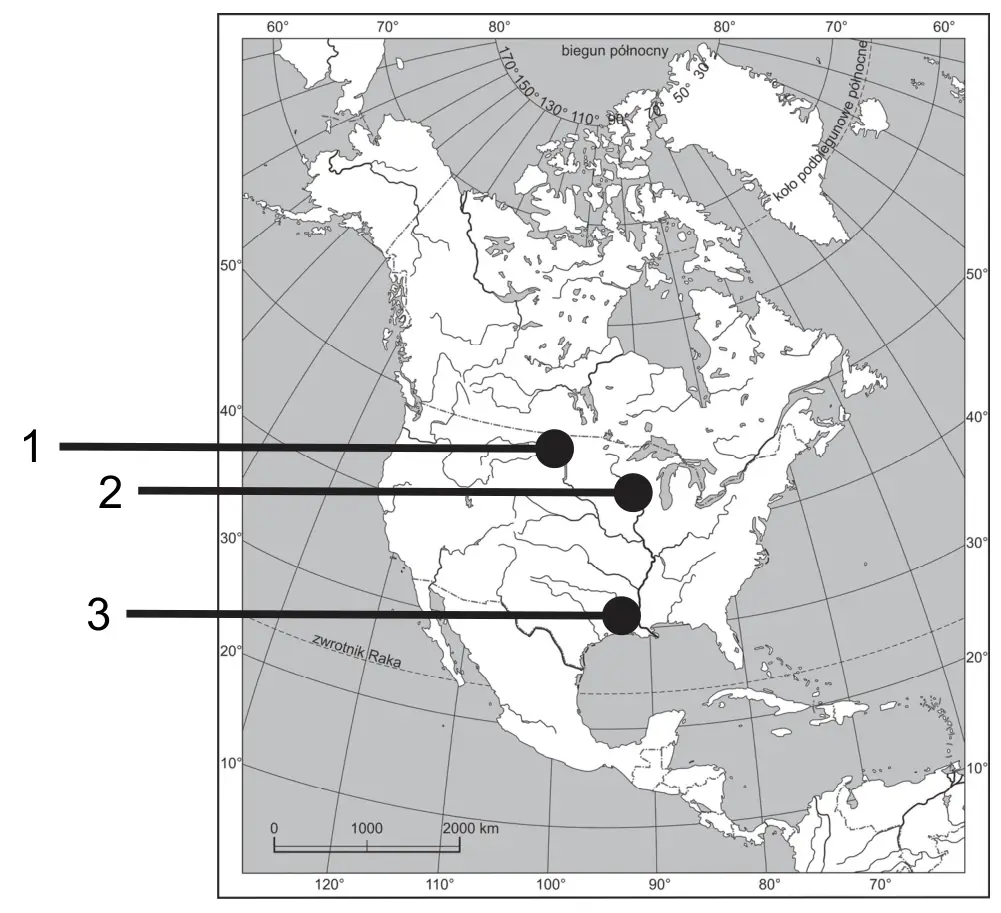 60° 70° 80° 80° 70° 60°
biegun północny
170° 150° 130° 110° 90° 70° 50° 30°
koło podbiegunowe północne
50° 50°
40° 40°
1
2
30° 30°
3
zwrotnik Raka
20° 20°
10° 10°
0 1000 2000 km
120° 110° 100° 90° 80° 70°